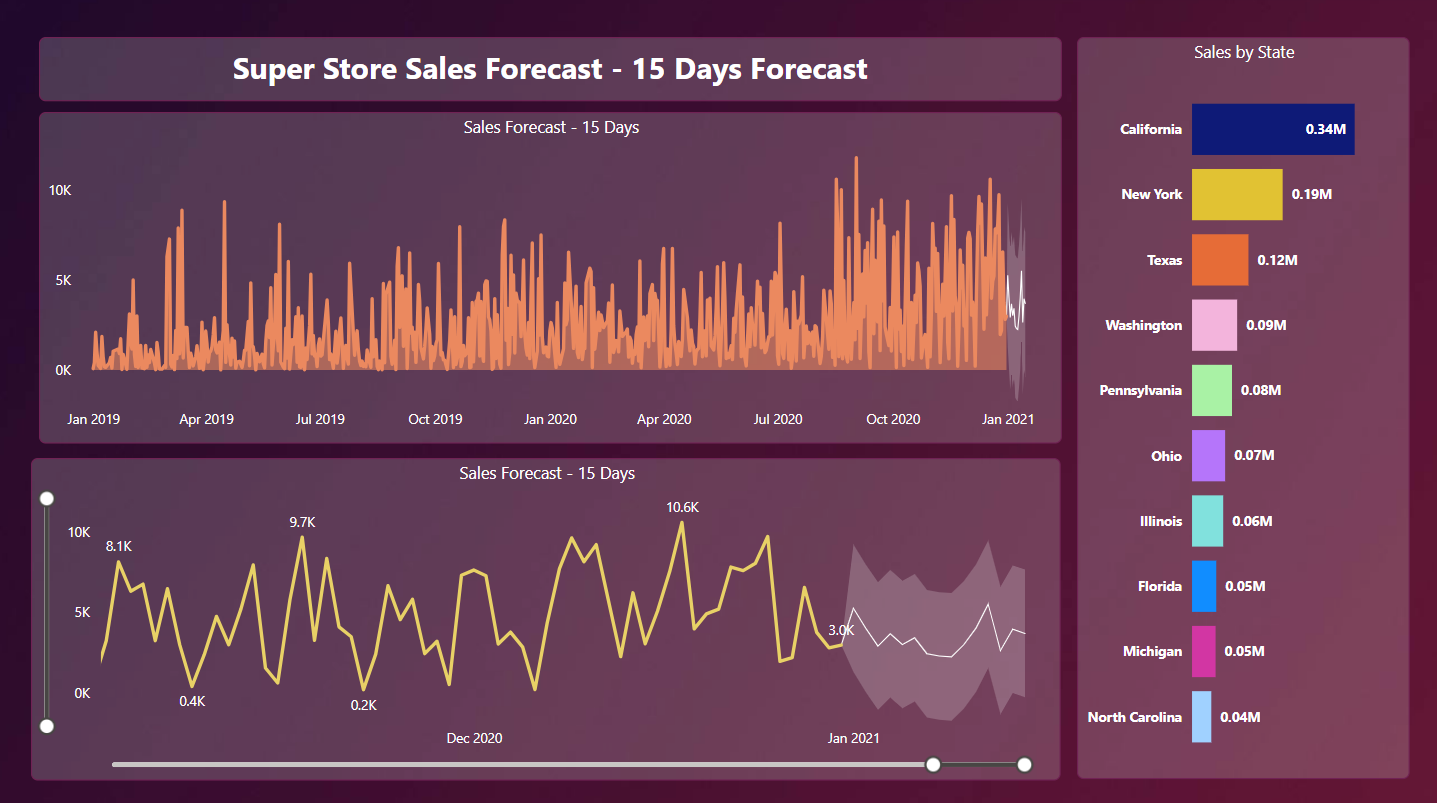 Super Store Sales Forecast - 15 Days Forecast
Sales Forecast - 15 Days
10K
5K
0K
Jan 2019 Apr 2019 Jul 2019 Oct 2019 Jan 2020 Apr 2020 Jul 2020 Oct 2020 Jan 2021
Sales Forecast - 15 Days
10K
5K
0K
8.1K
9.7K
10.6K
3.0K
0.4K
0.2K
Dec 2020 Jan 2021
Sales by State
California 0.34M
New York 0.19M
Texas 0.12M
Washington 0.09M
Pennsylvania 0.08M
Ohio 0.07M
Illinois 0.06M
Florida 0.05M
Michigan 0.05M
North Carolina 0.04M